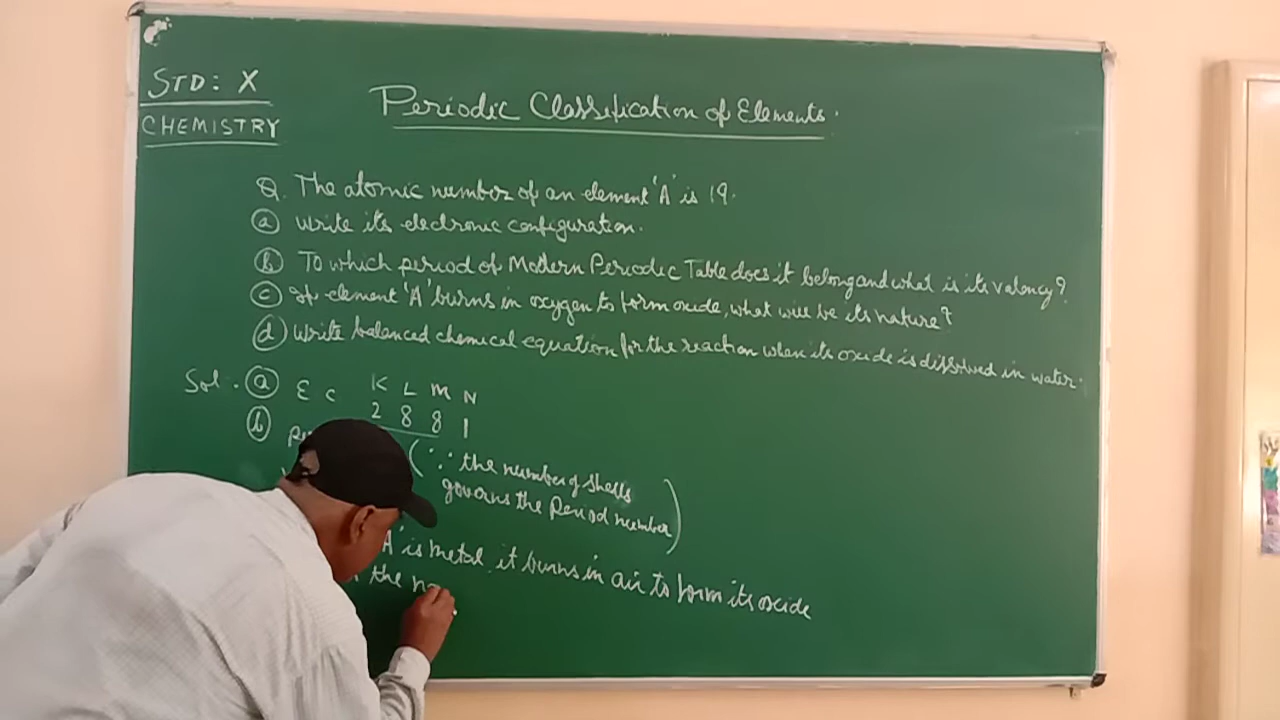 STD: X
CHEMISTRY
Periodic Classification of Elements.
Q. The atomic number of an element 'A' is 19.
(a) Write its electronic configuration.
(b) To which period of Modern Periodic Table does it belong and what is its valency?
(c) If element 'A' burns in oxygen to form oxide, what will be its nature?
(d) Write balanced chemical equation for the reaction when its oxide is dissolved in water.
Sol. (a) E C K L M N
2 8 8 1
(b)
(∵ the number of shells
governs the Period number)
'A' is metal it burns in air to form its oxide
the